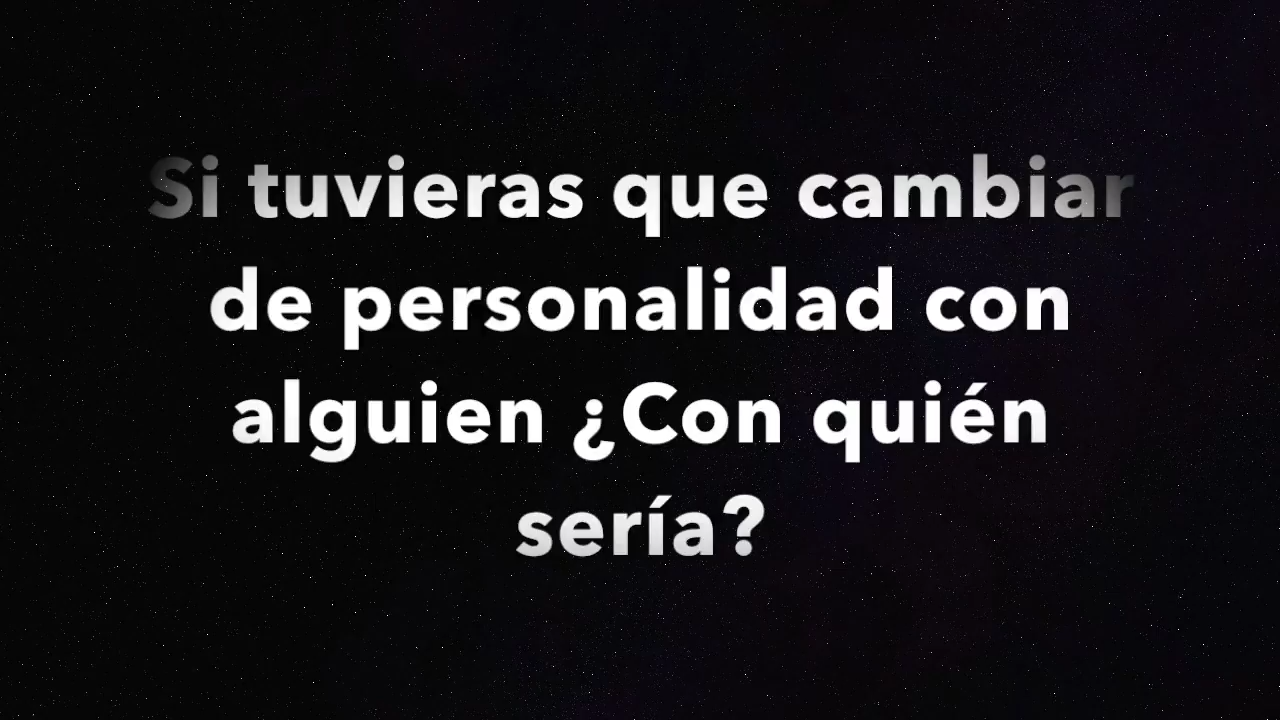 Si tuvieras que cambiar
de personalidad con
alguien ¿Con quién
sería?